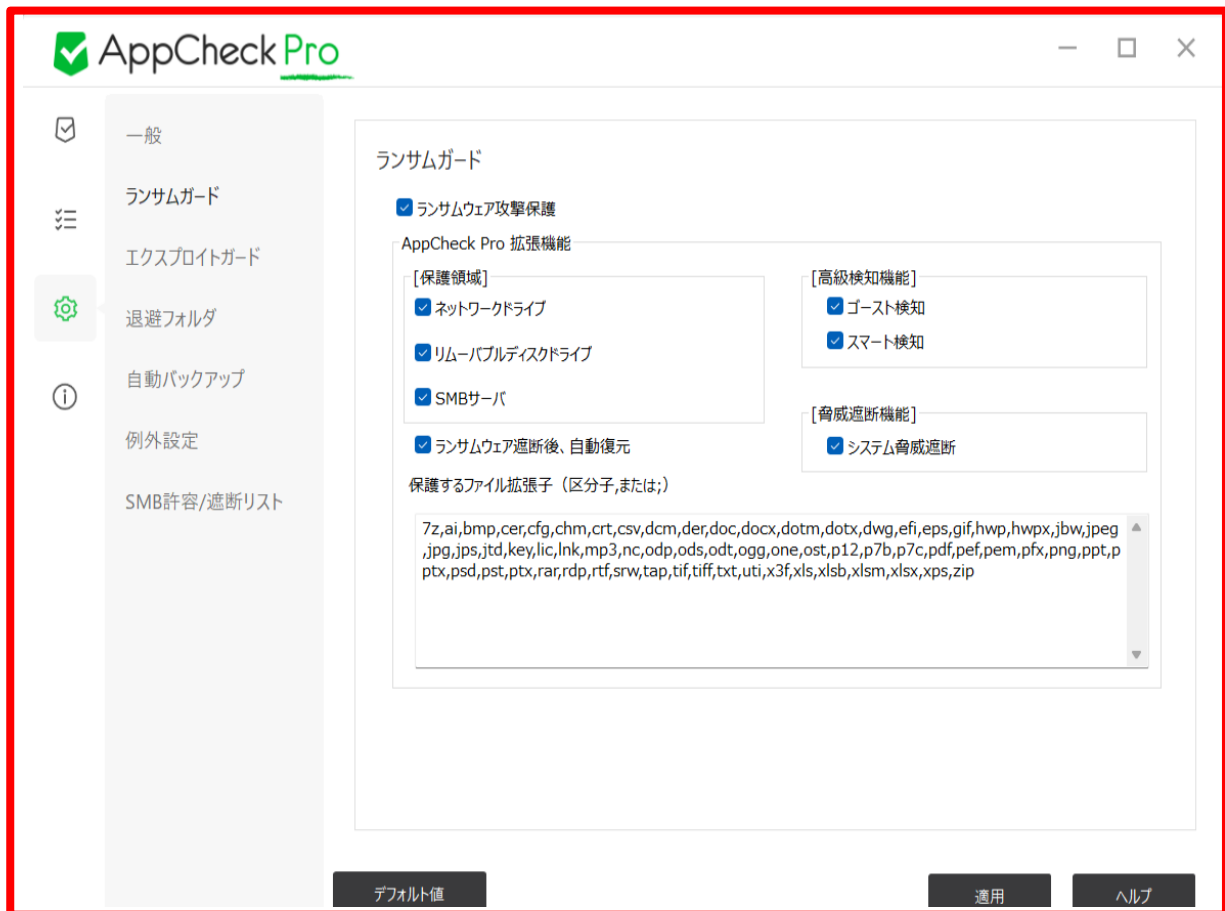 AppCheck Pro
一般
ランサムガード
エクスプロイトガード
退避フォルダ
自動バックアップ
例外設定
SMB許容/遮断リスト
ランサムガード
ランサムウェア攻撃保護
AppCheck Pro 拡張機能
[保護領域]
ネットワークドライブ
リムーバブルディスクドライブ
SMBサーバ
[高級検知機能]
ゴースト検知
スマート検知
[脅威遮断機能]
システム脅威遮断
ランサムウェア遮断後、自動復元
保護するファイル拡張子（区分子,または;）
7z,ai,bmp,cer,cfg,chm,crt,csv,dcm,der,doc,docx,dotm,dotx,dwg,efi,eps,gif,hwp,hwpx,jbw,jpeg
,jpg,jps,jtd,key,lic,lnk,mp3,nc,odp,ods,odt,ogg,one,ost,p12,p7b,p7c,pdf,pef,pem,pfx,png,ppt,p
ptx,psd,pst,ptx,rar,rdp,rtf,srw,tap,tif,tiff,txt,uti,x3f,xls,xlsb,xlsm,xlsx,xps,zip
デフォルト値
適用
ヘルプ